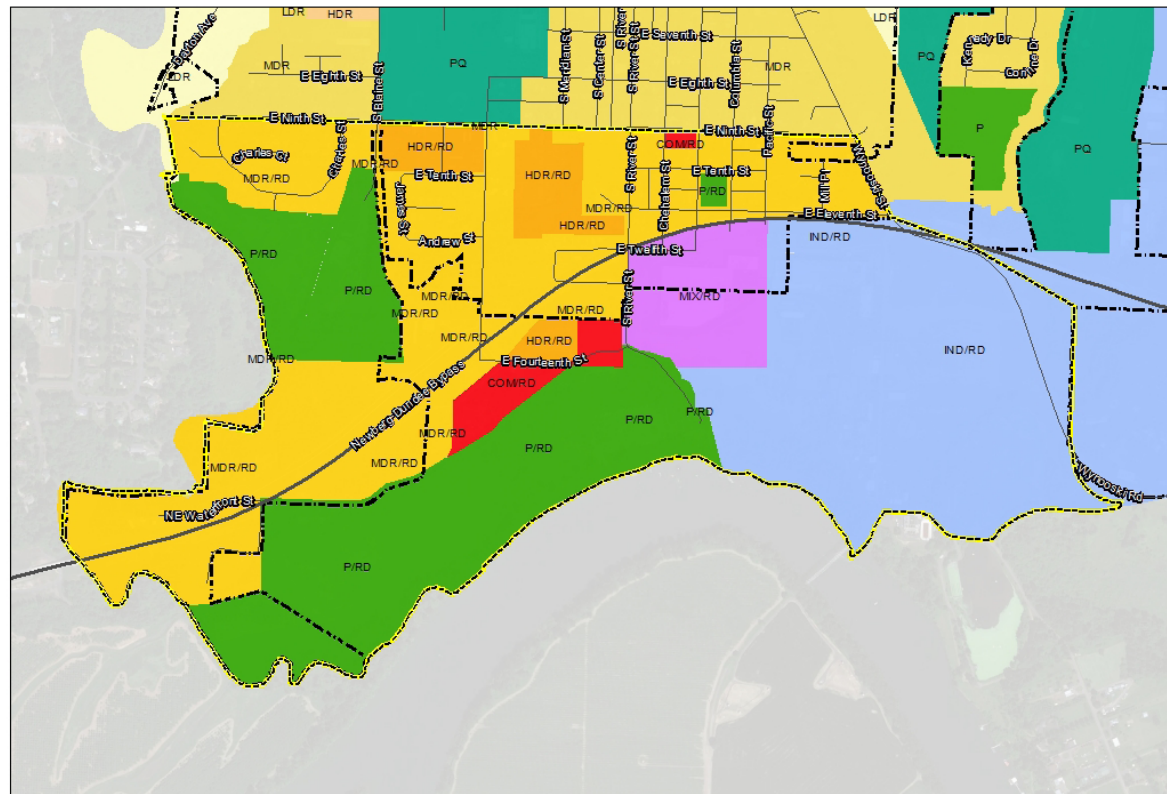 LDR
HDR
LDR
Dayton Ave
S River St
E Seventh St
Kennedy Dr
LDR
MDR
PQ
S Meridian St
S Center St
S River St
Columbia St
MDR
E Eighth St
S Blaine St
E Eighth St
P
PQ
E Ninth St
MDR
E Ninth St
COM/RD
Pacific St
Wynooski St
Charles Ct
Charles St
MDR/RD
MDR/RD
HDR/RD
E Tenth St
HDR/RD
S River St
Chehalem St
E Tenth St
P/RD
Mill Pl
James St
MDR/RD
E Eleventh St
HDR/RD
Andrew St
E Twelfth St
IND/RD
P/RD
P/RD
MDR/RD
MDR/RD
MDR/RD
MDR/RD
S River St
MIX/RD
MDR/RD
HDR/RD
IND/RD
MDR/RD
E Fourteenth St
COM/RD
Newberg-Dundee Bypass
P/RD
P/RD
MDR/RD
P/RD
MDR/RD
MDR/RD
Wynooski Rd
P/RD